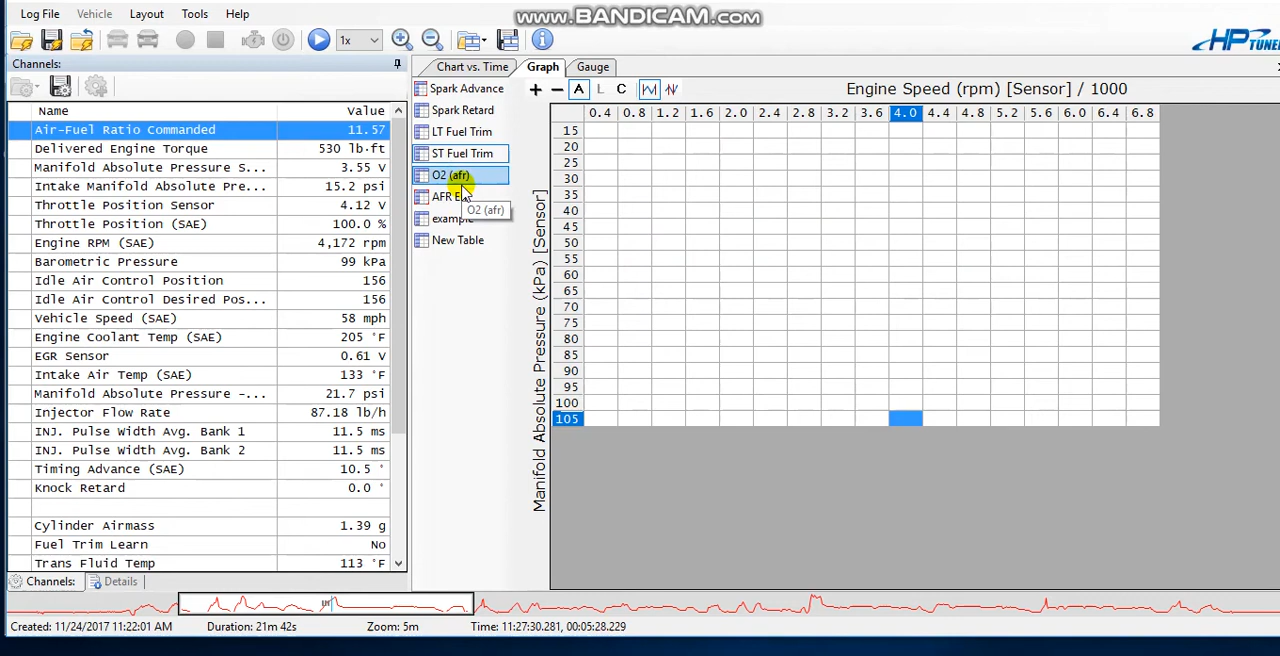 Log File Vehicle Layout Tools Help
www.BANDICAM.com
1x
HP TUNE
Channels:
Chart vs. Time Graph Gauge
Name Value
Air-Fuel Ratio Commanded 11.57
Delivered Engine Torque 530 lb·ft
Manifold Absolute Pressure S... 3.55 V
Intake Manifold Absolute Pre... 15.2 psi
Throttle Position Sensor 4.12 V
Throttle Position (SAE) 100.0 %
Engine RPM (SAE) 4,172 rpm
Barometric Pressure 99 kPa
Idle Air Control Position 156
Idle Air Control Desired Pos... 156
Vehicle Speed (SAE) 58 mph
Engine Coolant Temp (SAE) 205 °F
EGR Sensor 0.61 V
Intake Air Temp (SAE) 133 °F
Manifold Absolute Pressure -... 21.7 psi
Injector Flow Rate 87.18 lb/h
INJ. Pulse Width Avg. Bank 1 11.5 ms
INJ. Pulse Width Avg. Bank 2 11.5 ms
Timing Advance (SAE) 10.5 °
Knock Retard 0.0 °
Cylinder Airmass 1.39 g
Fuel Trim Learn No
Trans Fluid Temp 113 °F
Channels: Details
Spark Advance
Spark Retard
LT Fuel Trim
ST Fuel Trim
O2 (afr)
AFR E
O2 (afr)
example
New Table
+ − A L C
Engine Speed (rpm) [Sensor] / 1000
0.4 0.8 1.2 1.6 2.0 2.4 2.8 3.2 3.6 4.0 4.4 4.8 5.2 5.6 6.0 6.4 6.8
Manifold Absolute Pressure (kPa) [Sensor]
15
20
25
30
35
40
45
50
55
60
65
70
75
80
85
90
95
100
105
Created: 11/24/2017 11:22:01 AM Duration: 21m 42s Zoom: 5m Time: 11:27:30.281, 00:05:28.229